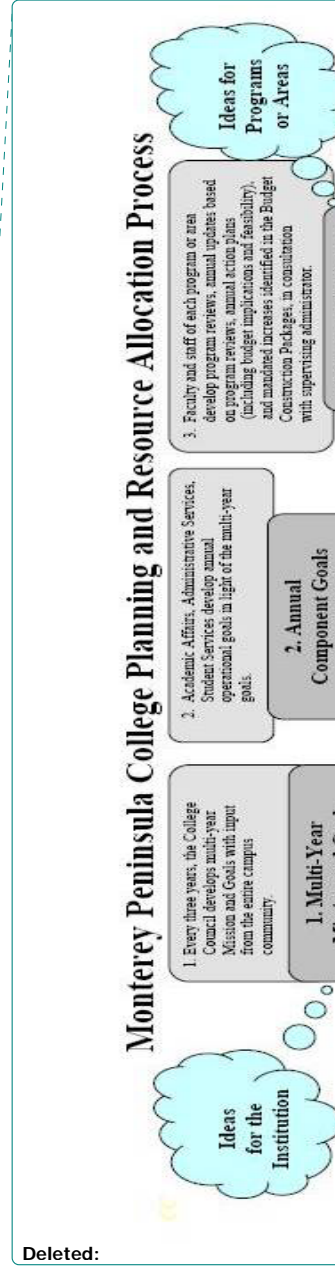 Monterey Peninsula College Planning and Resource Allocation Process
Ideas
for the
Institution
1. Every three years, the College
Council develops multi-year
Mission and Goals with input
from the entire campus
community.
1. Multi-Year
2. Academic Affairs, Administrative Services,
Student Services develop annual
operational goals in light of the multi-year
goals.
2. Annual
Component Goals
3. Faculty and staff of each program or area
develop program reviews, annual updates based
on program reviews, annual action plans
(including budget implications and feasibility),
and mandated increases identified in the Budget
Construction Packages, in consultation
with supervising administrator.
Ideas for
Programs
or Areas
Deleted: